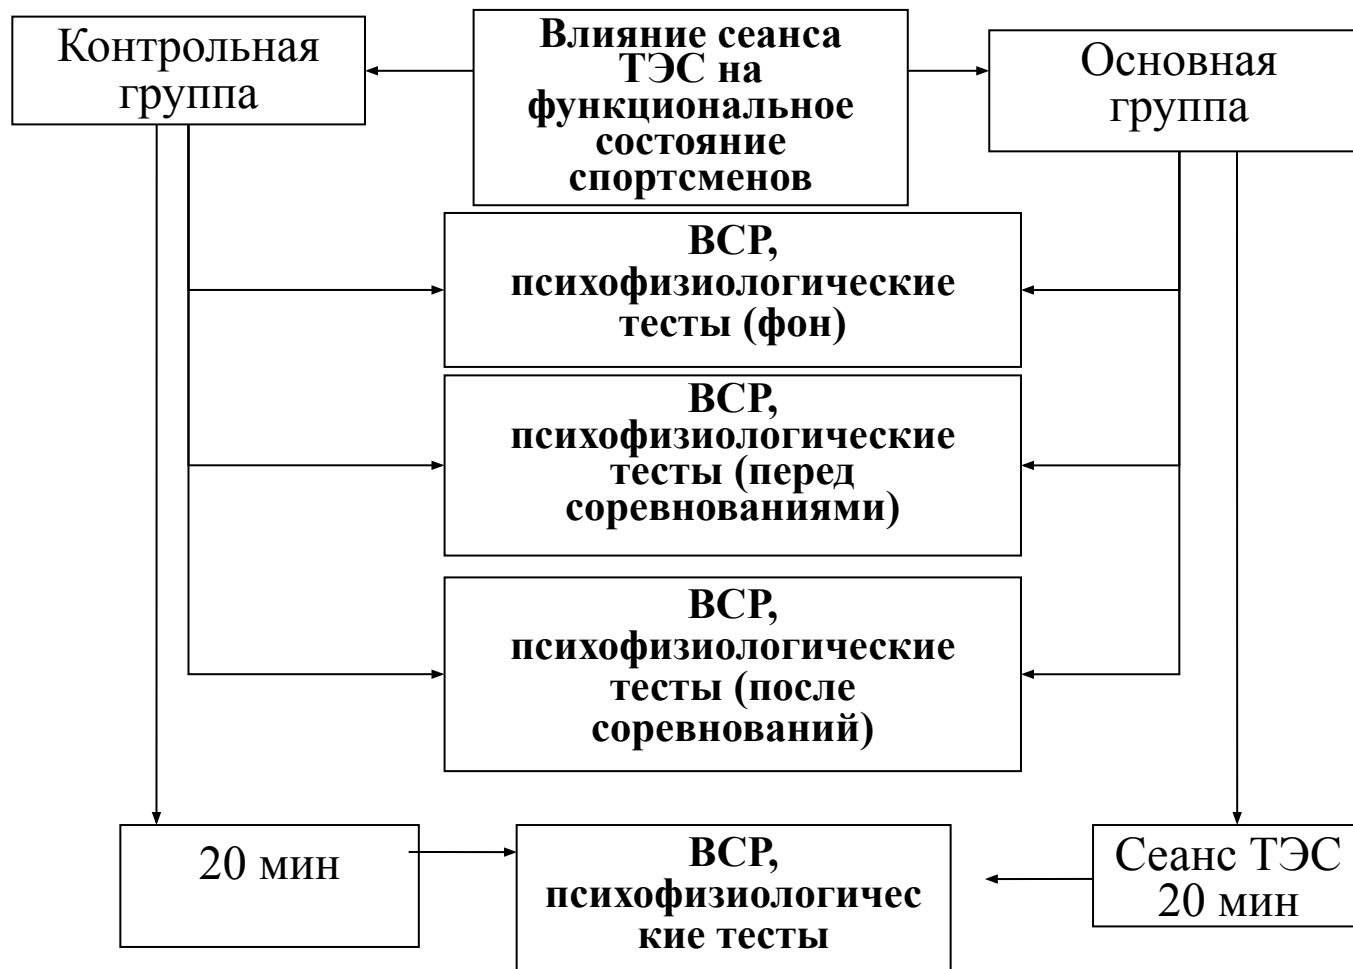 Контрольная
группа
Влияние сеанса
ТЭС на
функциональное
состояние
спортсменов
Основная
группа
ВСР,
психофизиологические
тесты (фон)
ВСР,
психофизиологические
тесты (перед
соревнованиями)
ВСР,
психофизиологические
тесты (после
соревнований)
20 мин
ВСР,
психофизиологичес
кие тесты
Сеанс ТЭС
20 мин